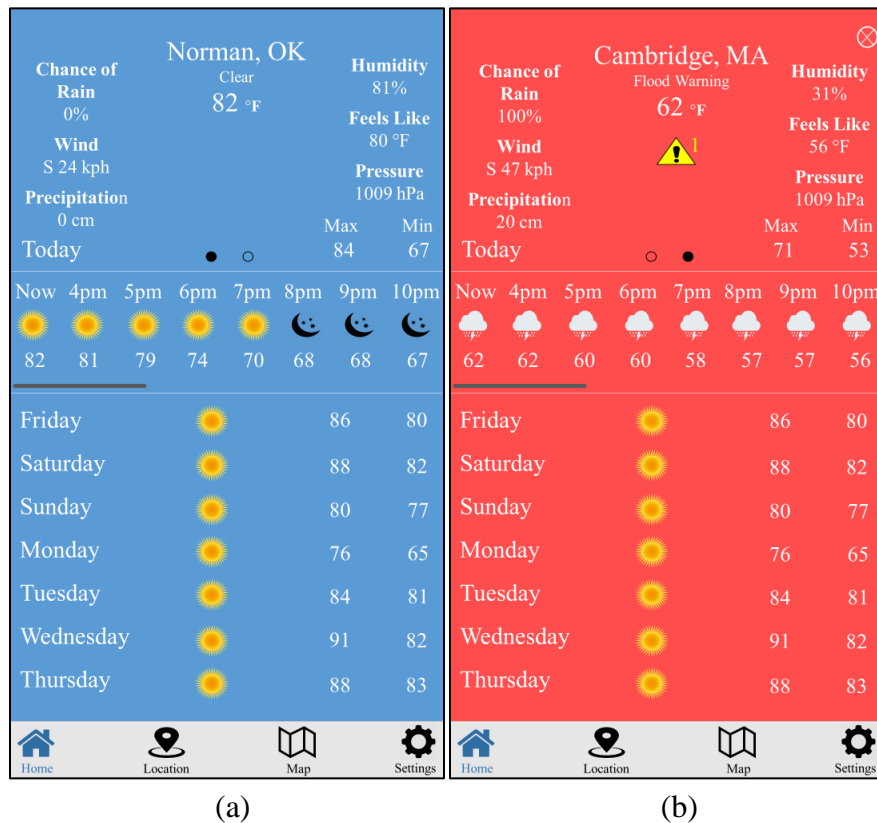 Norman, OK
Clear
82 °F
Chance of
Rain
0%
Wind
S 24 kph
Precipitation
0 cm
Humidity
81%
Feels Like
80 °F
Pressure
1009 hPa
Max Min
Today 84 67
Now 4pm 5pm 6pm 7pm 8pm 9pm 10pm
82 81 79 74 70 68 68 67
Friday 86 80
Saturday 88 82
Sunday 80 77
Monday 76 65
Tuesday 84 81
Wednesday 91 82
Thursday 88 83
Home Location Map Settings
(a)
Cambridge, MA
Flood Warning
62 °F
1
Chance of
Rain
100%
Wind
S 47 kph
Precipitation
20 cm
Humidity
31%
Feels Like
56 °F
Pressure
1009 hPa
Max Min
Today 71 53
Now 4pm 5pm 6pm 7pm 8pm 9pm 10pm
62 62 60 60 58 57 57 56
Friday 86 80
Saturday 88 82
Sunday 80 77
Monday 76 65
Tuesday 84 81
Wednesday 91 82
Thursday 88 83
Home Location Map Settings
(b)